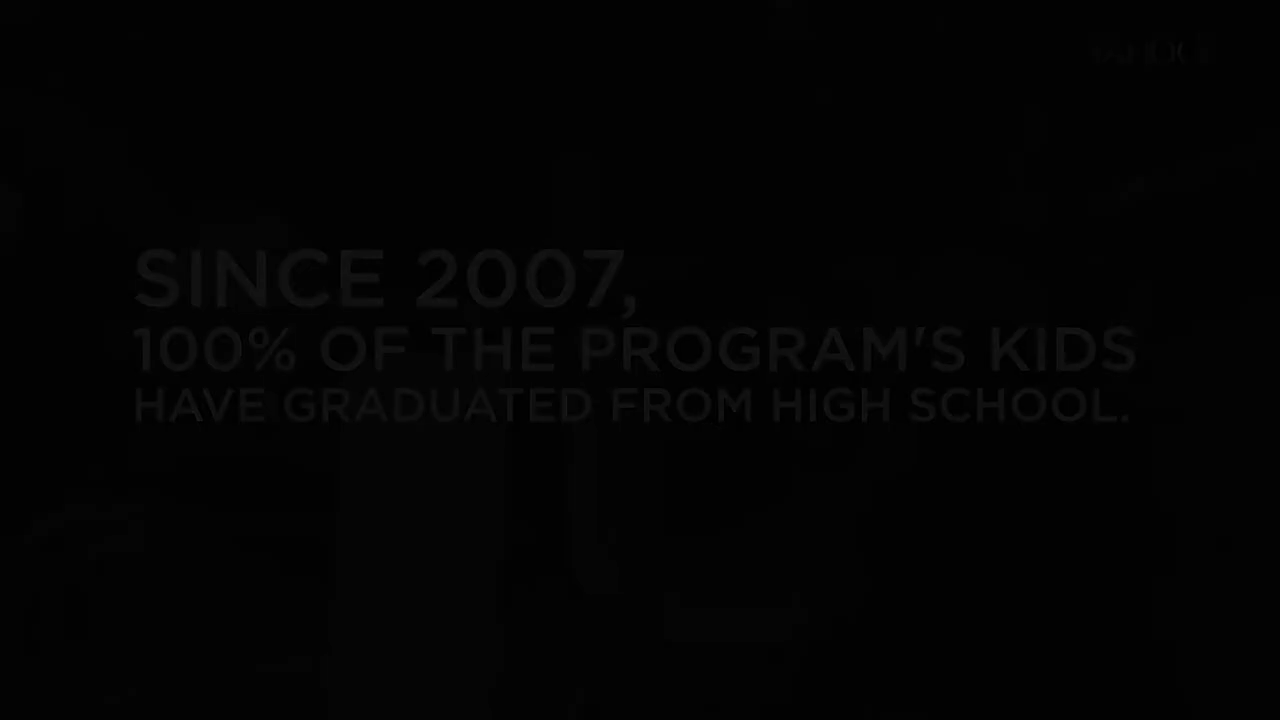 SINCE 2007,
100% OF THE PROGRAM'S KIDS
HAVE GRADUATED FROM HIGH SCHOOL.